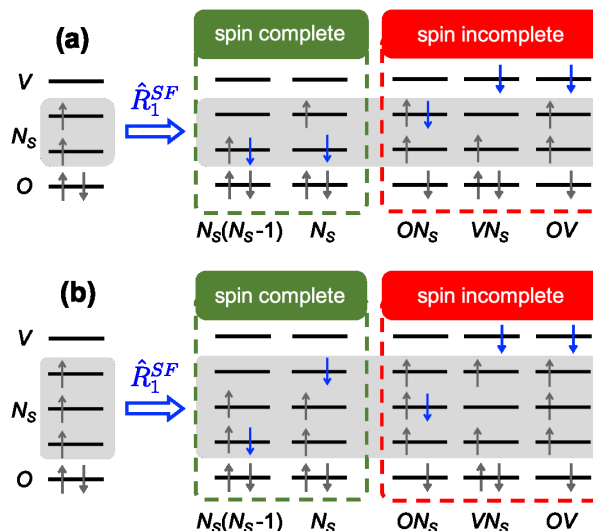 (a)
spin complete
spin incomplete
V
N_S
O
R̂₁^{SF}
N_S(N_S-1)
N_S
ON_S
VN_S
OV
(b)
spin complete
spin incomplete
V
N_S
O
R̂₁^{SF}
N_S(N_S-1)
N_S
ON_S
VN_S
OV